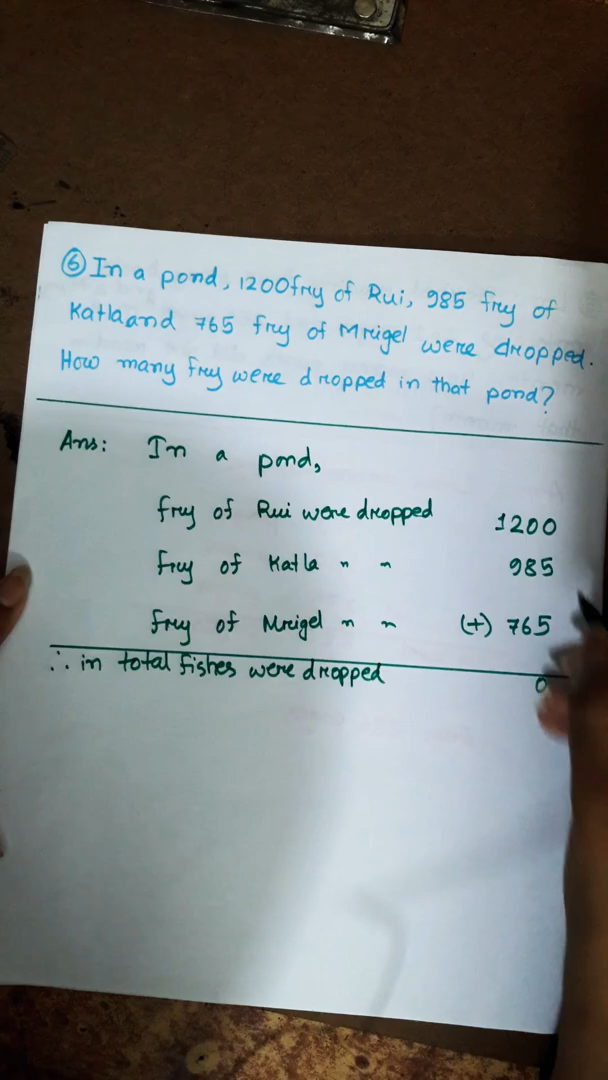 ⑥ In a pond, 1200 fry of Rui, 985 fry of
Katla and 765 fry of Mrigel were dropped.
How many fry were dropped in that pond?
Ans: In a pond,
fry of Rui were dropped 1200
fry of Katla " " 985
fry of Mrigel " " (+) 765
∴ in total fishes were dropped 0